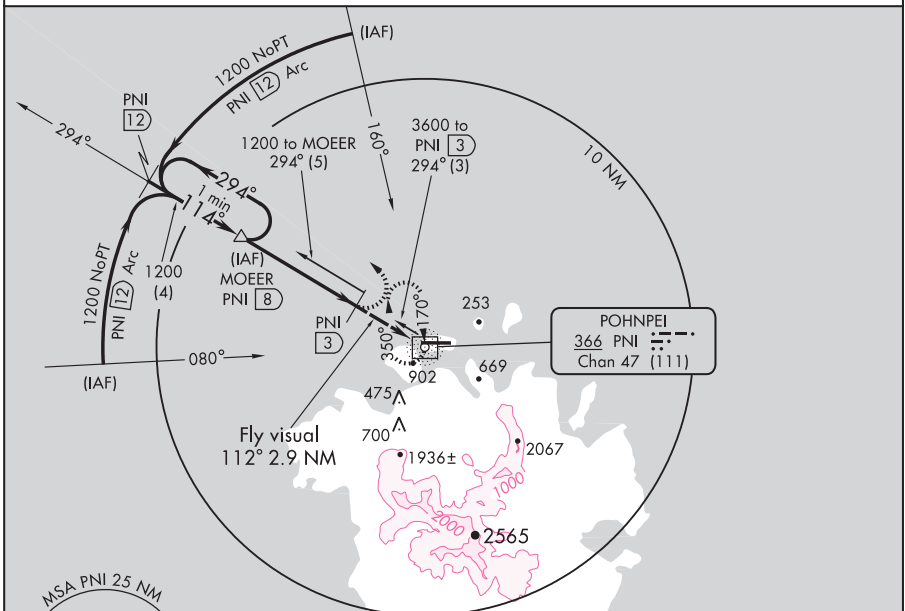 (IAF)
1200 NoPT
PNI 12 Arc
PNI
12
294°
1200 to MOEER
294° (5)
160°
3600 to
PNI 3
294° (3)
10 NM
294°
1 min
114°
1200 NoPT
PNI 12 Arc
1200
(4)
(IAF)
MOEER
PNI 8
080°
(IAF)
PNI
3
350°
170°
253
POHNPEI
366 PNI
Chan 47 (111)
902
669
475
700
Fly visual
112° 2.9 NM
1936±
2067
1000
2000
2565
MSA PNI 25 NM